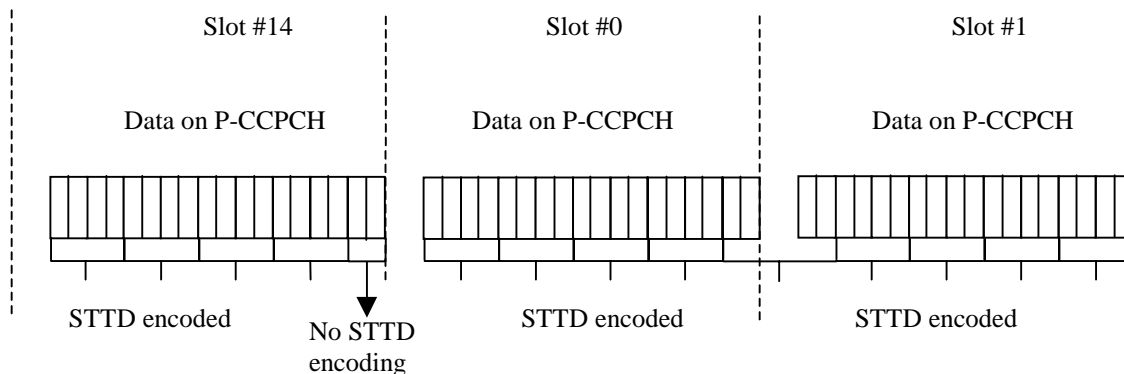 Slot #14
Slot #0
Slot #1
Data on P-CCPCH
Data on P-CCPCH
Data on P-CCPCH
STTD encoded
No STTD
encoding
STTD encoded
STTD encoded